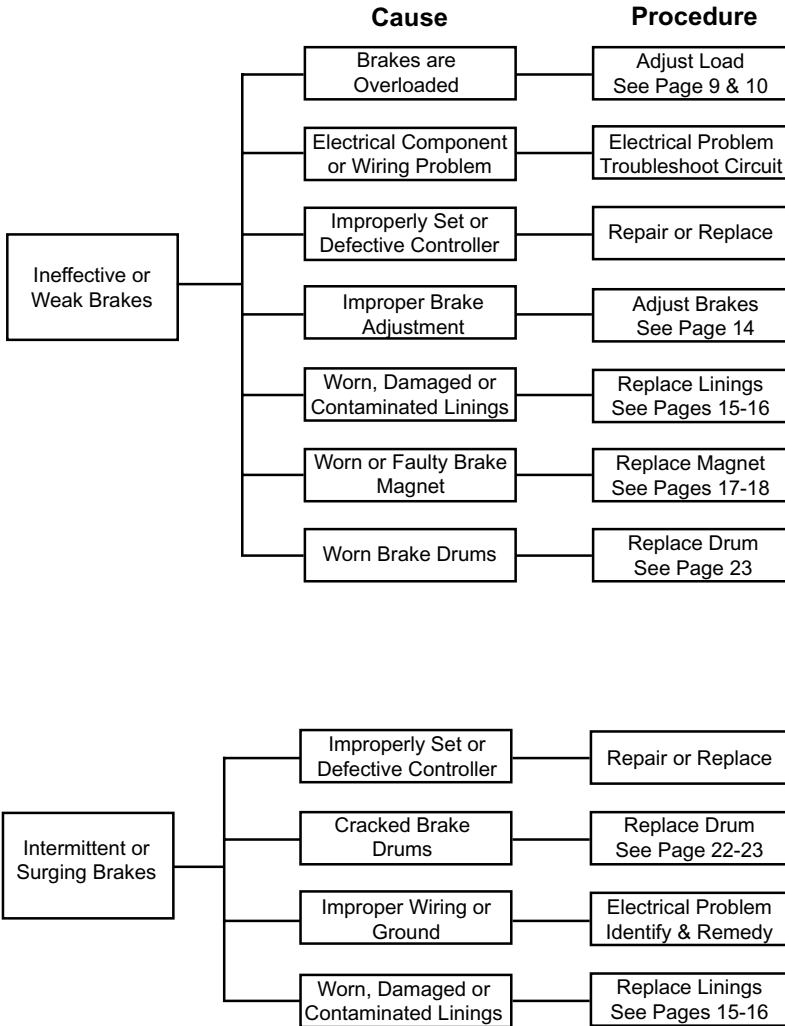 Cause
Procedure
Brakes are
Overloaded
Adjust Load
See Page 9 & 10
Electrical Component
or Wiring Problem
Electrical Problem
Troubleshoot Circuit
Improperly Set or
Defective Controller
Repair or Replace
Ineffective or
Weak Brakes
Improper Brake
Adjustment
Adjust Brakes
See Page 14
Worn, Damaged or
Contaminated Linings
Replace Linings
See Pages 15-16
Worn or Faulty Brake
Magnet
Replace Magnet
See Pages 17-18
Worn Brake Drums
Replace Drum
See Page 23
Improperly Set or
Defective Controller
Repair or Replace
Intermittent or
Surging Brakes
Cracked Brake
Drums
Replace Drum
See Page 22-23
Improper Wiring or
Ground
Electrical Problem
Identify & Remedy
Worn, Damaged or
Contaminated Linings
Replace Linings
See Pages 15-16